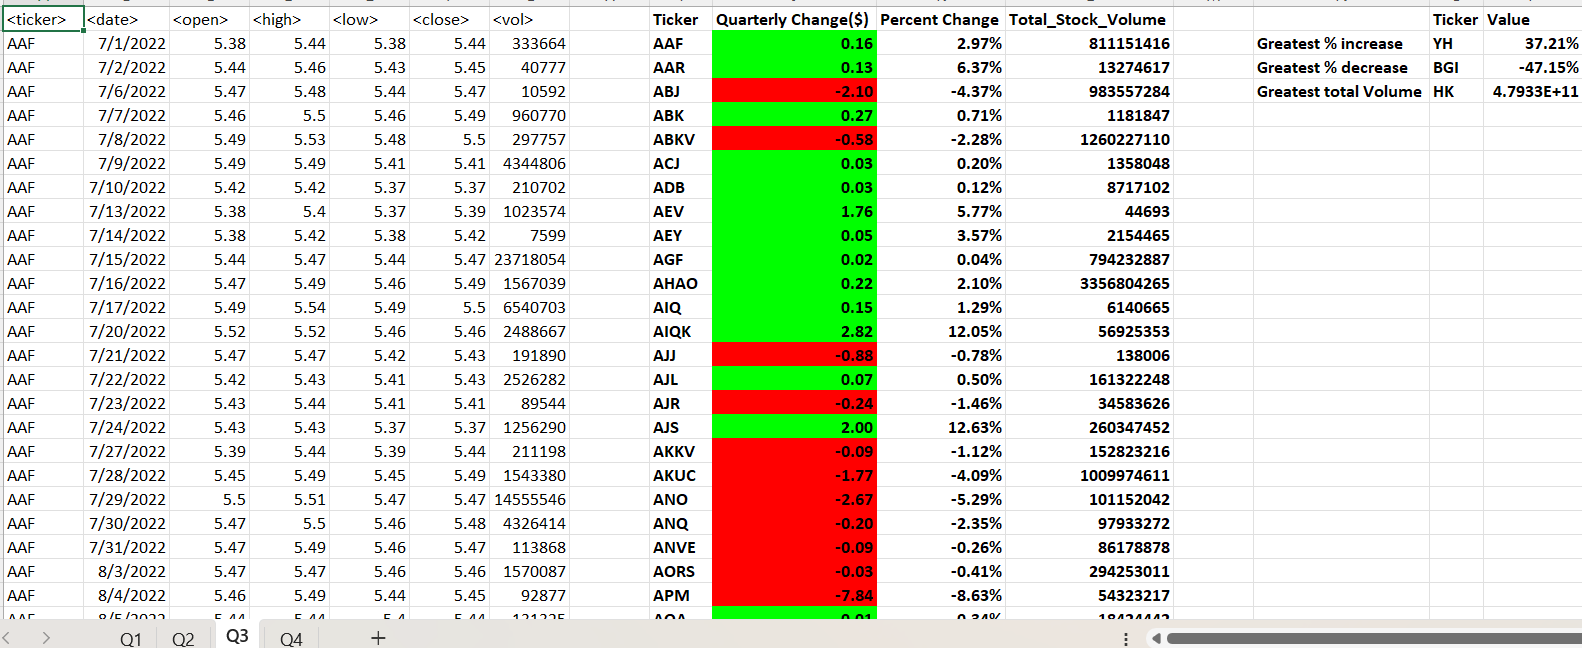 <ticker> <date> <open> <high> <low> <close> <vol> Ticker Quarterly Change($) Percent Change Total_Stock_Volume Ticker Value
AAF 7/1/2022 5.38 5.44 5.38 5.44 333664 AAF 0.16 2.97% 811151416 Greatest % increase YH 37.21%
AAF 7/2/2022 5.44 5.46 5.43 5.45 40777 AAR 0.13 6.37% 13274617 Greatest % decrease BGI -47.15%
AAF 7/6/2022 5.47 5.48 5.44 5.47 10592 ABJ -2.10 -4.37% 983557284 Greatest total Volume HK 4.7933E+11
AAF 7/7/2022 5.46 5.5 5.46 5.49 960770 ABK 0.27 0.71% 1181847
AAF 7/8/2022 5.49 5.53 5.48 5.5 297757 ABKV -0.58 -2.28% 1260227110
AAF 7/9/2022 5.49 5.49 5.41 5.41 4344806 ACJ 0.03 0.20% 1358048
AAF 7/10/2022 5.42 5.42 5.37 5.37 210702 ADB 0.03 0.12% 8717102
AAF 7/13/2022 5.38 5.4 5.37 5.39 1023574 AEV 1.76 5.77% 44693
AAF 7/14/2022 5.38 5.42 5.38 5.42 7599 AEY 0.05 3.57% 2154465
AAF 7/15/2022 5.44 5.47 5.44 5.47 23718054 AGF 0.02 0.04% 794232887
AAF 7/16/2022 5.47 5.49 5.46 5.49 1567039 AHAO 0.22 2.10% 3356804265
AAF 7/17/2022 5.49 5.54 5.49 5.5 6540703 AIQ 0.15 1.29% 6140665
AAF 7/20/2022 5.52 5.52 5.46 5.46 2488667 AIQK 2.82 12.05% 56925353
AAF 7/21/2022 5.47 5.47 5.42 5.43 191890 AJJ -0.88 -0.78% 138006
AAF 7/22/2022 5.42 5.43 5.41 5.43 2526282 AJL 0.07 0.50% 161322248
AAF 7/23/2022 5.43 5.44 5.41 5.41 89544 AJR -0.24 -1.46% 34583626
AAF 7/24/2022 5.43 5.43 5.37 5.37 1256290 AJS 2.00 12.63% 260347452
AAF 7/27/2022 5.39 5.44 5.39 5.44 211198 AKKV -0.09 -1.12% 152823216
AAF 7/28/2022 5.45 5.49 5.45 5.49 1543380 AKUC -1.77 -4.09% 1009974611
AAF 7/29/2022 5.5 5.51 5.47 5.47 14555546 ANO -2.67 -5.29% 101152042
AAF 7/30/2022 5.47 5.5 5.46 5.48 4326414 ANQ -0.20 -2.35% 97933272
AAF 7/31/2022 5.47 5.49 5.46 5.47 113868 ANVE -0.09 -0.26% 86178878
AAF 8/3/2022 5.47 5.47 5.46 5.46 1570087 AORS -0.03 -0.41% 294253011
AAF 8/4/2022 5.46 5.49 5.44 5.45 92877 APM -7.84 -8.63% 54323217
Q1 Q2 Q3 Q4